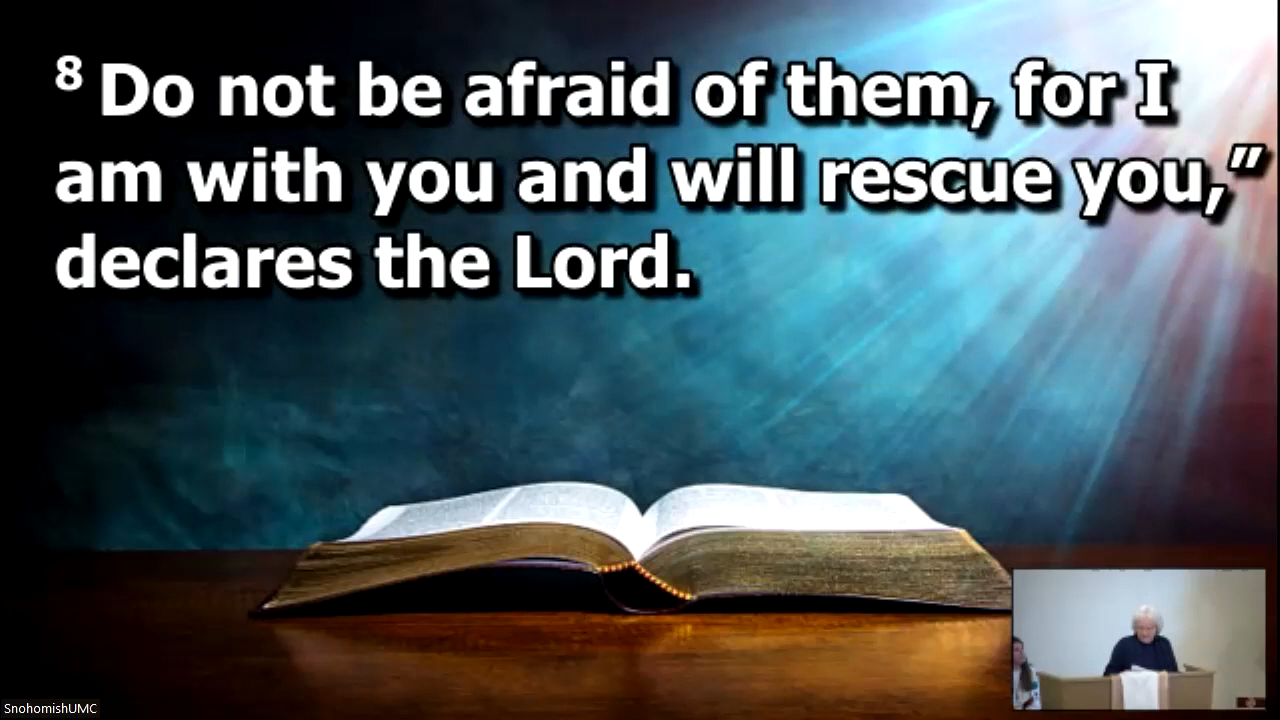 8 Do not be afraid of them, for I
am with you and will rescue you,”
declares the Lord.
SnohomishUMC